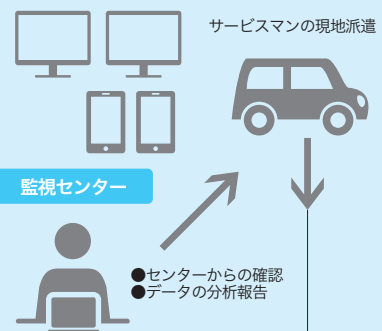 サービスマンの現地派遣
監視センター
●センターからの確認
●データの分析報告